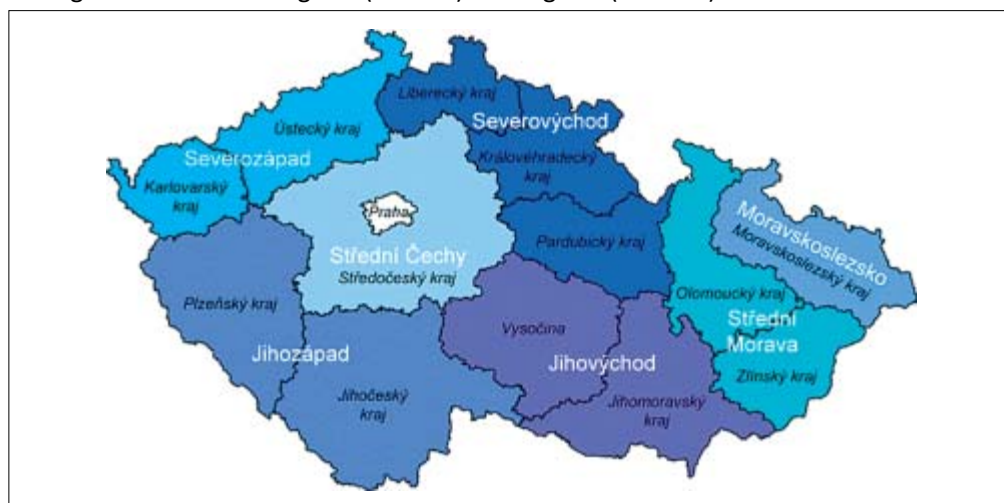 Liberecký kraj
Severovýchod
Ústecký kraj
Severozápad
Královéhradecký
kraj
Karlovarský
kraj
Praha
Pardubický kraj
Moravskoslezsko
Moravskoslezský kraj
Střední Čechy
Středočeský kraj
Olomoucký kraj
Plzeňský kraj
Střední
Morava
Vysočina
Jihozápad
Jihovýchod
Zlínský kraj
Jihočeský
kraj
Jihomoravský
kraj